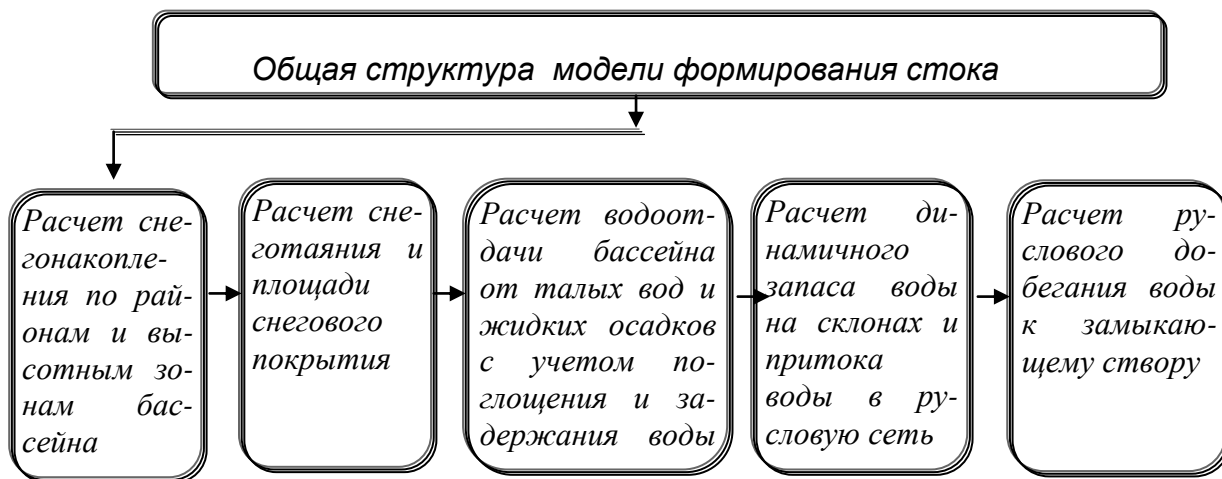 Общая структура модели формирования стока
Расчет сне-
гонакопле-
ния по рай-
онам и вы-
сотным зо-
нам бас-
сейна
Расчет сне-
готаяния и
площади
снегового
покрытия
Расчет водоот-
дачи бассейна
от талых вод и
жидких осадков
с учетом по-
глощения и за-
держания воды
Расчет ди-
намичного
запаса воды
на склонах и
притока
воды в ру-
словую сеть
Расчет ру-
слового до-
бегания воды
к замыкаю-
щему створу